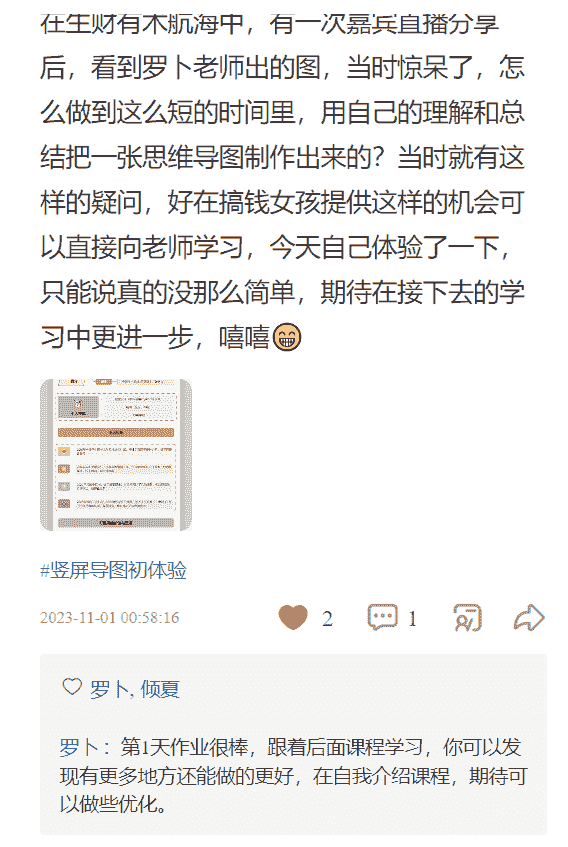 在生财有术航海中，有一次嘉宾直播分享
后，看到罗卜老师出的图，当时惊呆了，怎
么做到这么短的时间里，用自己的理解和总
结把一张思维导图制作出来的？当时就有这
样的疑问，好在搞钱女孩提供这样的机会可
以直接向老师学习，今天自己体验了一下，
只能说真的没那么简单，期待在接下去的学
习中更进一步，嘻嘻😁
#竖屏导图初体验
2023-11-01 00:58:16 2 1
罗卜, 倾夏
罗卜：第1天作业很棒，跟着后面课程学习，你可以发
现有更多地方还能做的更好，在自我介绍课程，期待可
以做些优化。